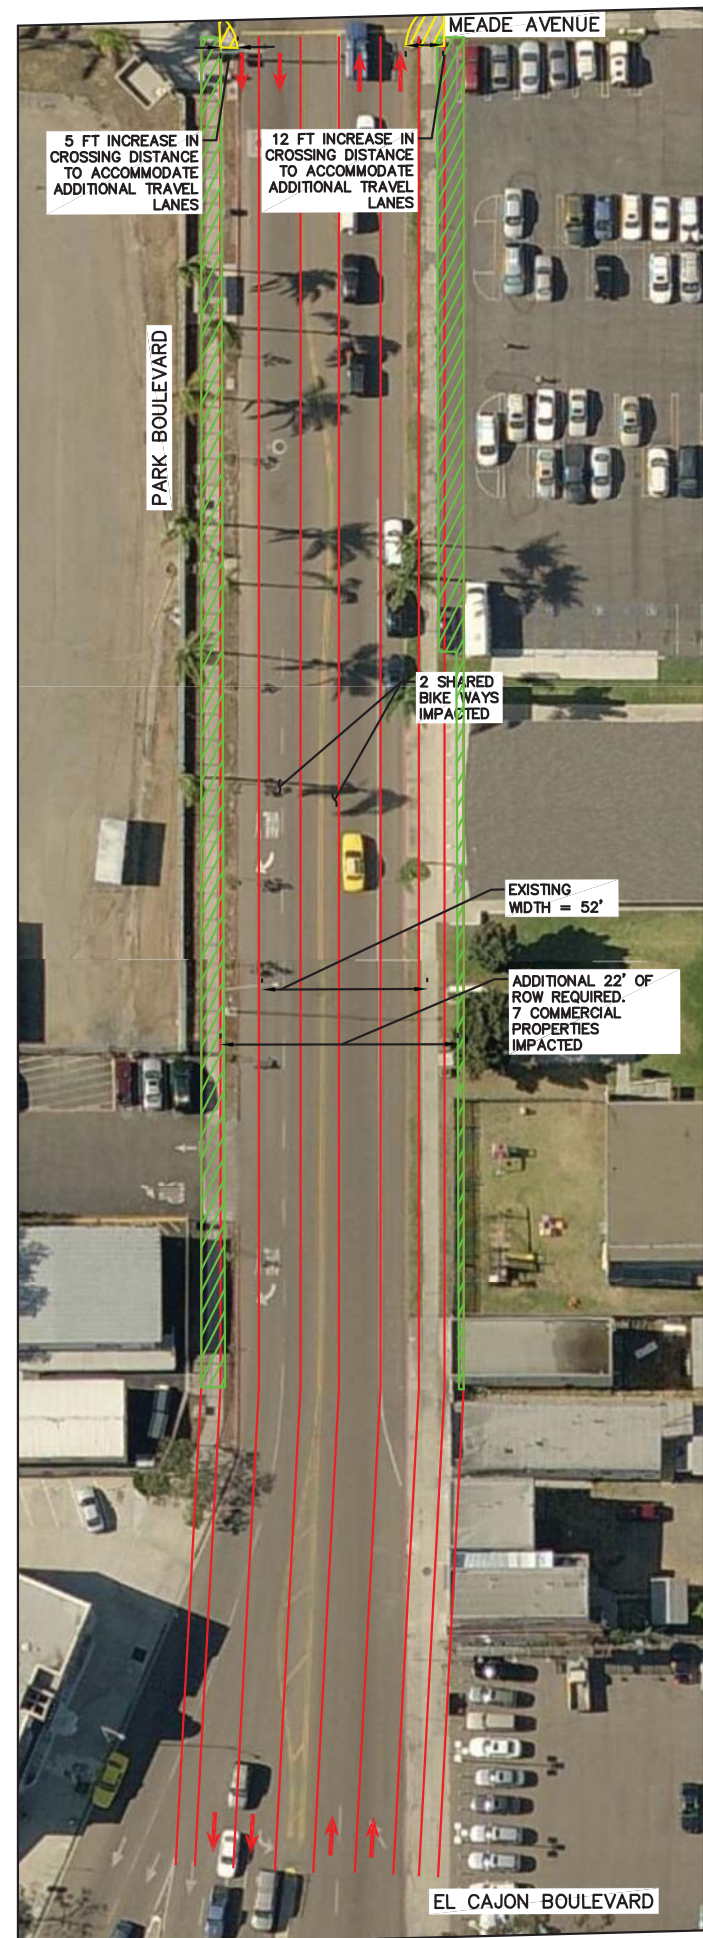 MEADE AVENUE
5 FT INCREASE IN
CROSSING DISTANCE
TO ACCOMMODATE
ADDITIONAL TRAVEL
LANES
12 FT INCREASE IN
CROSSING DISTANCE
TO ACCOMMODATE
ADDITIONAL TRAVEL
LANES
PARK BOULEVARD
2 SHARED
BIKE WAYS
IMPACTED
EXISTING
WIDTH = 52'
ADDITIONAL 22' OF
ROW REQUIRED.
7 COMMERCIAL
PROPERTIES
IMPACTED
EL CAJON BOULEVARD